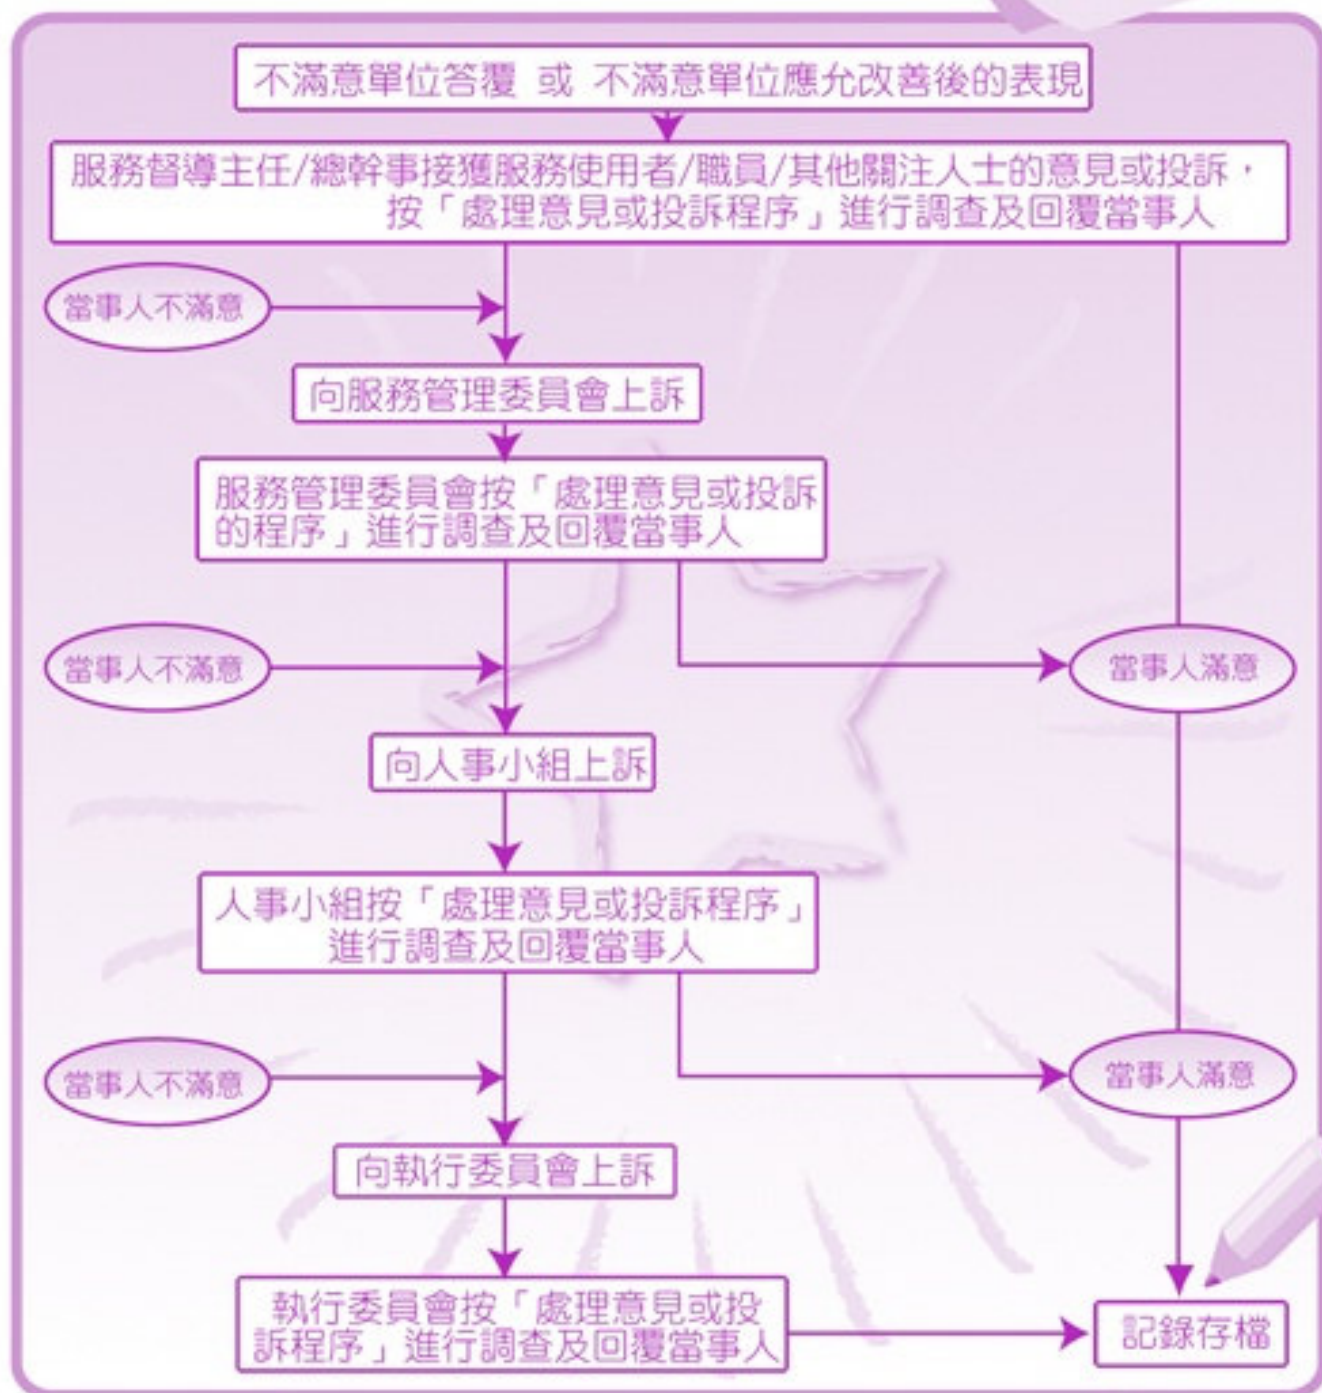 不滿意單位答覆 或 不滿意單位應允改善後的表現
服務督導主任/總幹事接獲服務使用者/職員/其他關注人士的意見或投訴，
按「處理意見或投訴程序」進行調查及回覆當事人
當事人不滿意
向服務管理委員會上訴
服務管理委員會按「處理意見或投訴
的程序」進行調查及回覆當事人
當事人不滿意
當事人滿意
向人事小組上訴
人事小組按「處理意見或投訴程序」
進行調查及回覆當事人
當事人不滿意
當事人滿意
向執行委員會上訴
執行委員會按「處理意見或投
訴程序」進行調查及回覆當事人
記錄存檔